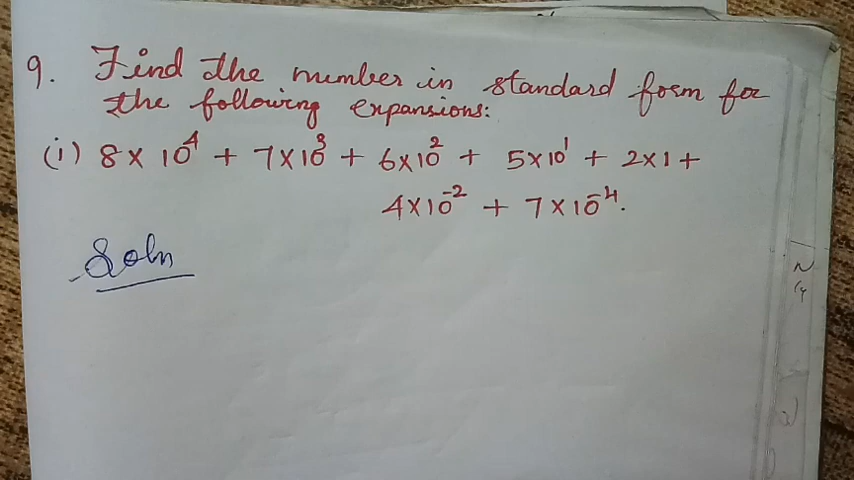 9. Find the number in standard form for
the following expansions:
(i) 8 × 10⁴ + 7 × 10³ + 6 × 10² + 5 × 10¹ + 2 × 1 +
4 × 10⁻² + 7 × 10⁻⁴.
Soln